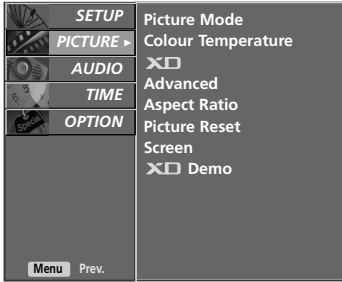 SETUP
PICTURE ▸
AUDIO
TIME
OPTION
Special
Menu Prev.
Picture Mode
Colour Temperature
XD
Advanced
Aspect Ratio
Picture Reset
Screen
XD Demo